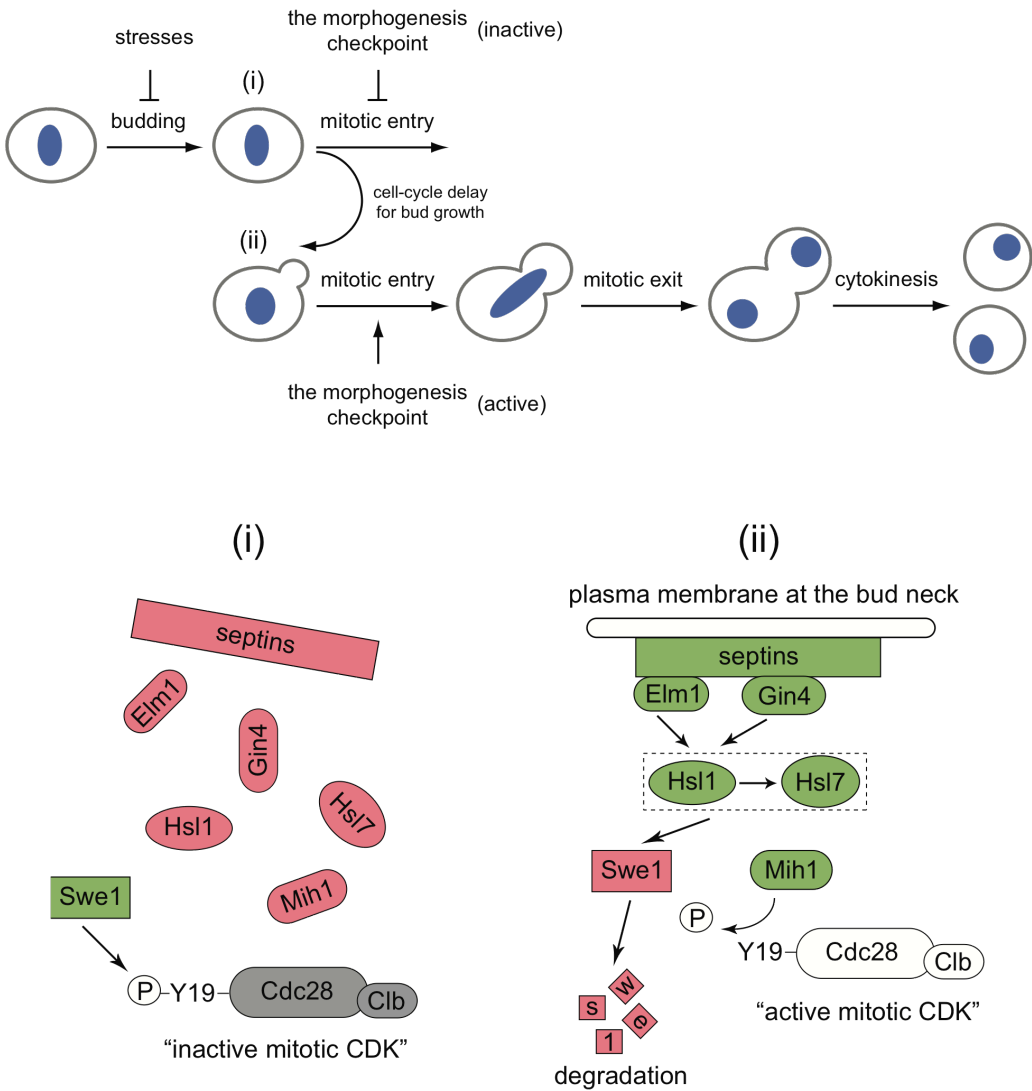 the morphogenesis
checkpoint
(inactive)
stresses
(i)
budding
mitotic entry
cell-cycle delay
for bud growth
(ii)
mitotic entry
mitotic exit
cytokinesis
the morphogenesis
checkpoint
(active)
(i)
septins
Elm1
Gin4
Hsl1
Hsl7
Swe1
Mih1
P
Y19
Cdc28
Clb
“inactive mitotic CDK”
(ii)
plasma membrane at the bud neck
septins
Elm1
Gin4
Hsl1
Hsl7
Swe1
Mih1
P
Y19
Cdc28
Clb
“active mitotic CDK”
s
w
e
1
degradation